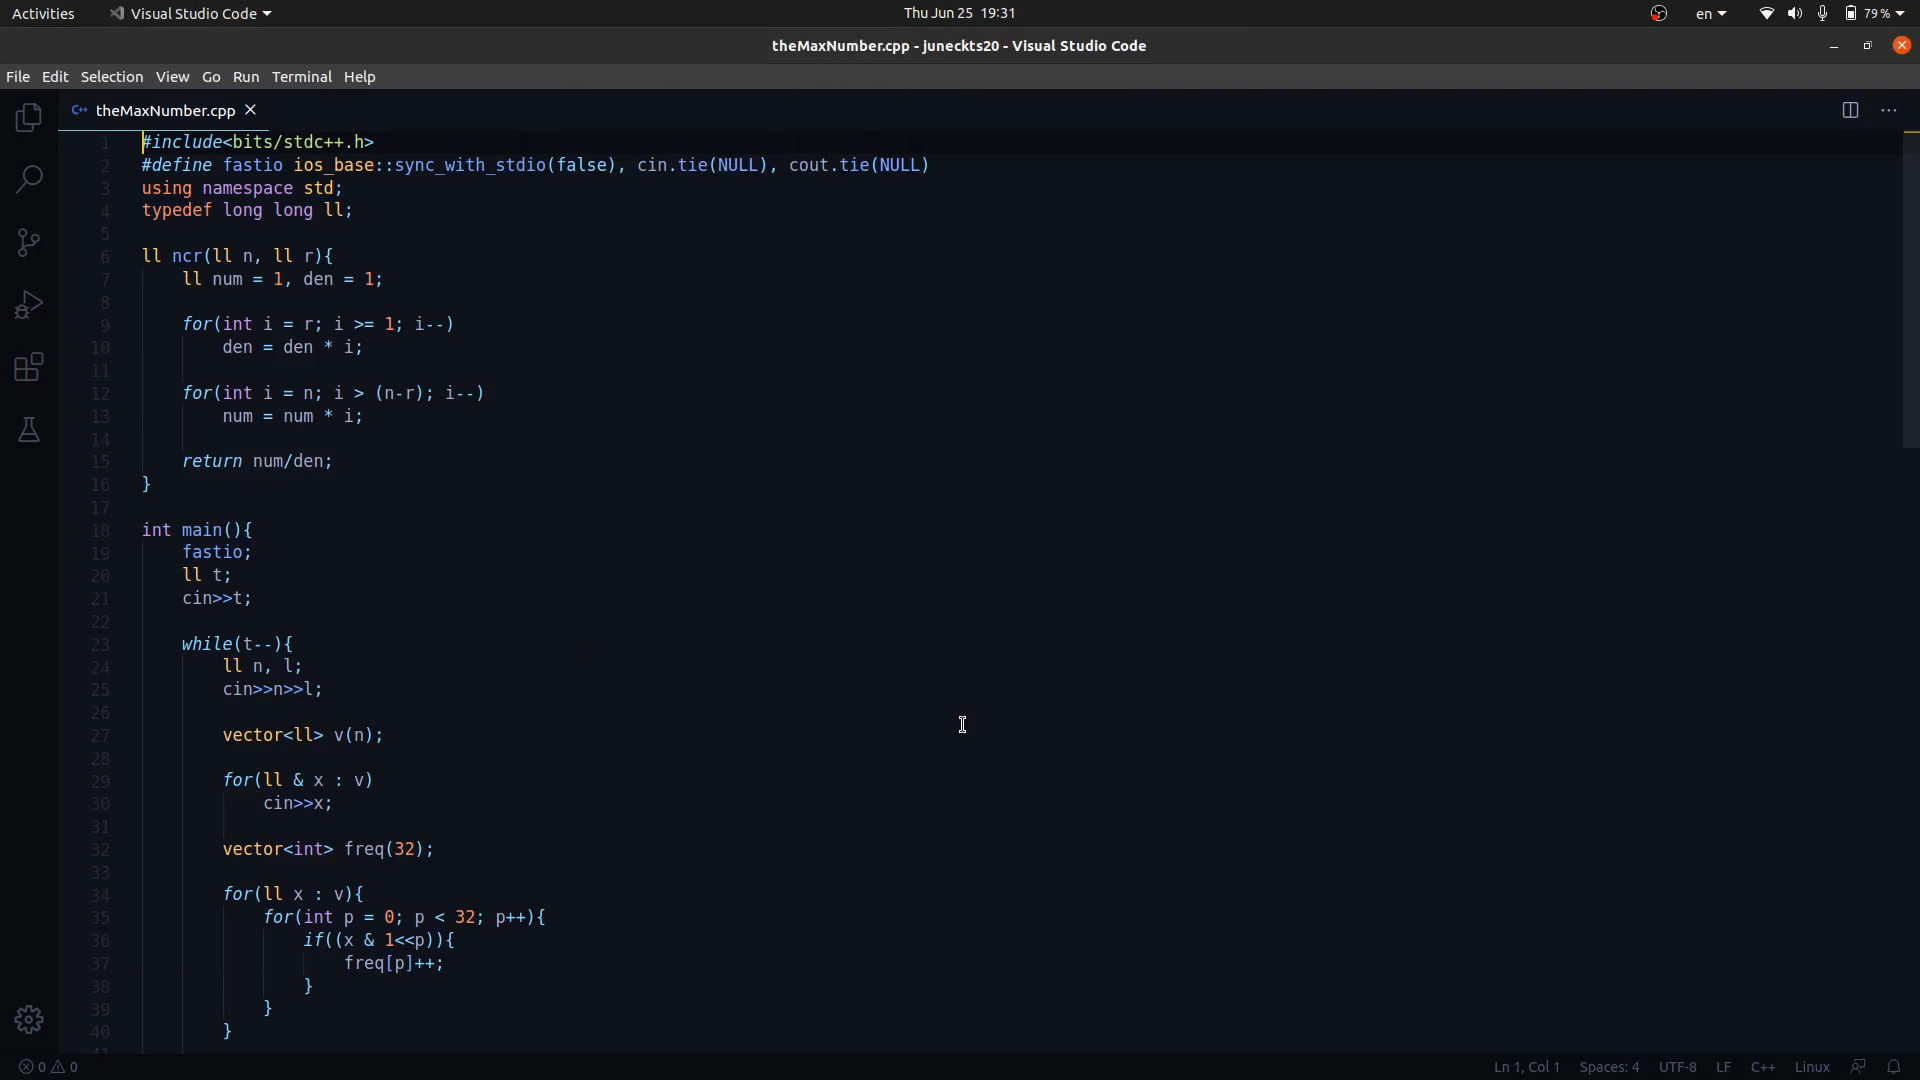 Activities Visual Studio Code Thu Jun 25 19:31 en 79 %
theMaxNumber.cpp - juneckts20 - Visual Studio Code
File Edit Selection View Go Run Terminal Help
C++ theMaxNumber.cpp
1 #include<bits/stdc++.h>
2 #define fastio ios_base::sync_with_stdio(false), cin.tie(NULL), cout.tie(NULL)
3 using namespace std;
4 typedef long long ll;
5
6 ll ncr(ll n, ll r){
7 ll num = 1, den = 1;
8
9 for(int i = r; i >= 1; i--)
10 den = den * i;
11
12 for(int i = n; i > (n-r); i--)
13 num = num * i;
14
15 return num/den;
16 }
17
18 int main(){
19 fastio;
20 ll t;
21 cin>>t;
22
23 while(t--){
24 ll n, l;
25 cin>>n>>l;
26
27 vector<ll> v(n);
28
29 for(ll & x : v)
30 cin>>x;
31
32 vector<int> freq(32);
33
34 for(ll x : v){
35 for(int p = 0; p < 32; p++){
36 if((x & 1<<p)){
37 freq[p]++;
38 }
39 }
40 }
41
0 0 Ln 1, Col 1 Spaces: 4 UTF-8 LF C++ Linux